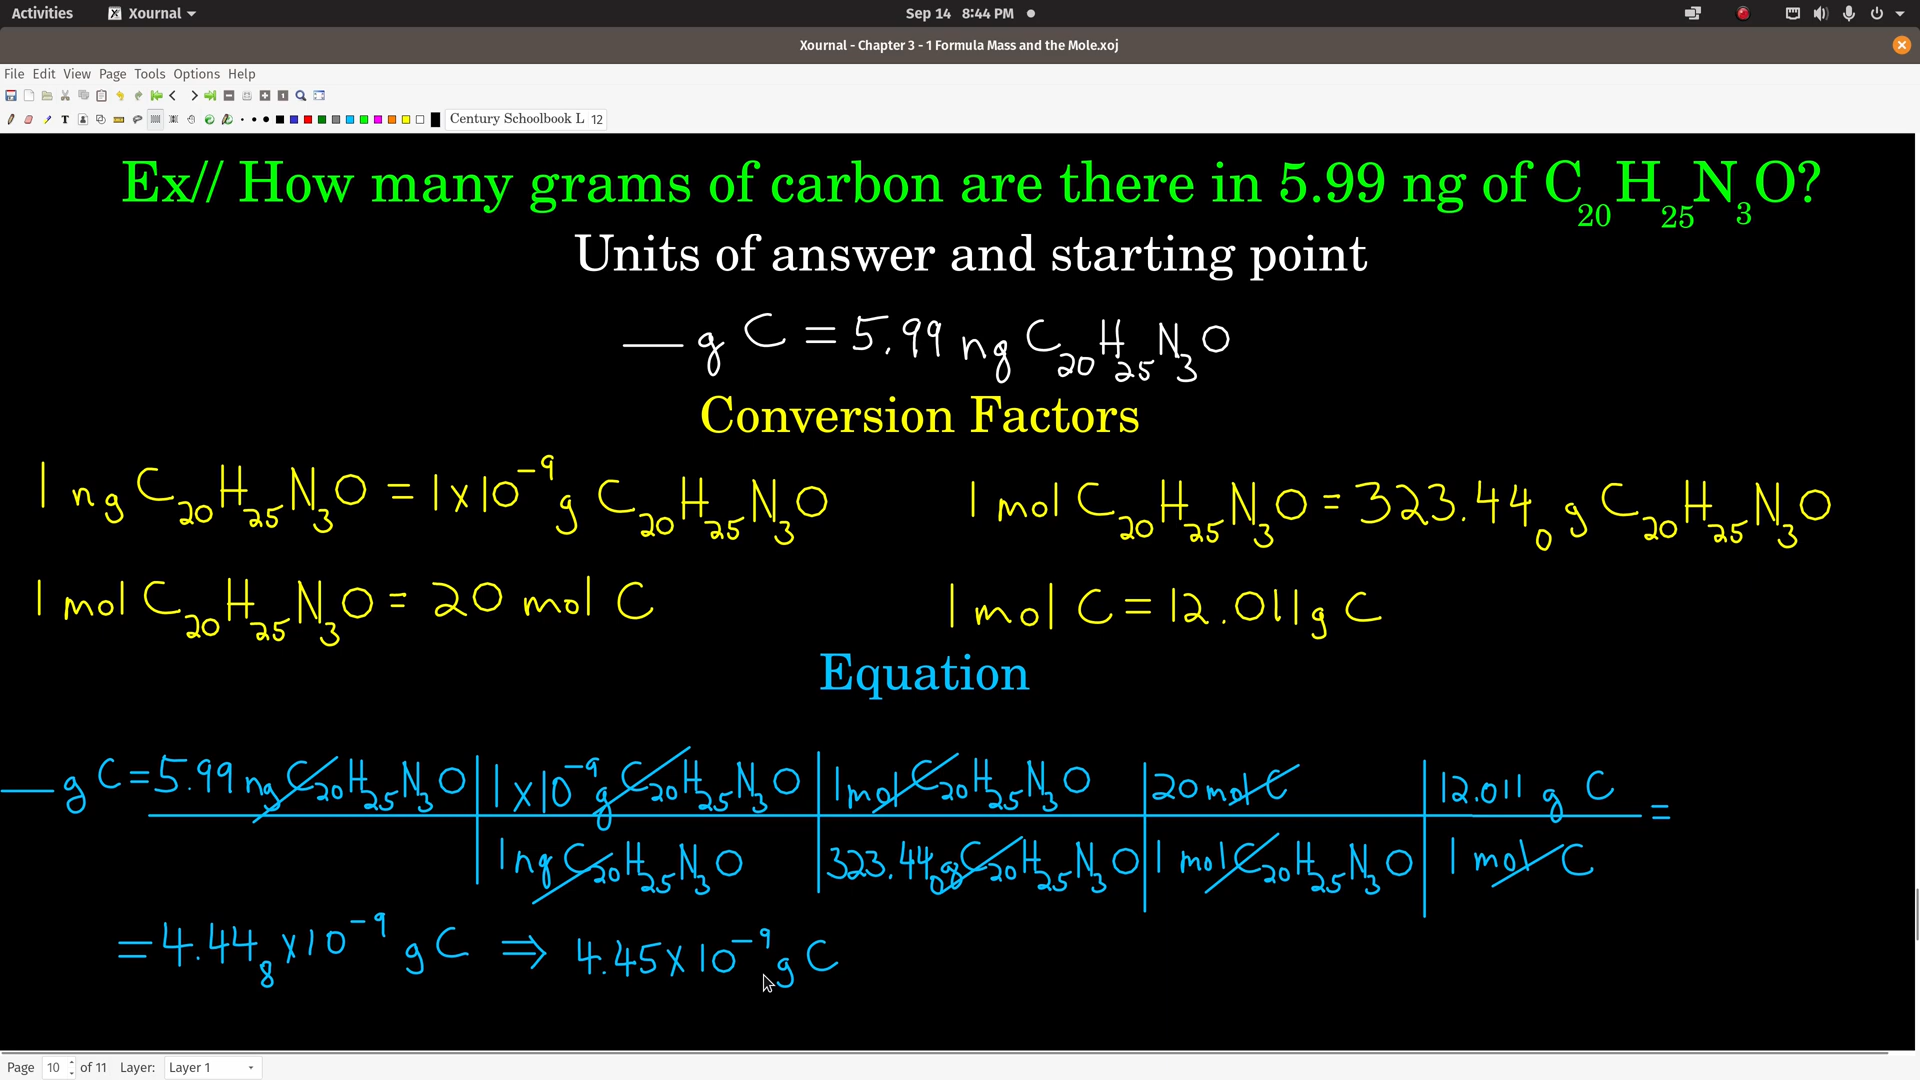 Activities Xournal Sep 14 8:44 PM
Xournal - Chapter 3 - 1 Formula Mass and the Mole.xoj
File Edit View Page Tools Options Help
Century Schoolbook L 12
Ex// How many grams of carbon are there in 5.99 ng of C₂₀H₂₅N₃O?
Units of answer and starting point
__ g C = 5.99 ng C₂₀H₂₅N₃O
Conversion Factors
1 ng C₂₀H₂₅N₃O = 1x10⁻⁹ g C₂₀H₂₅N₃O 1 mol C₂₀H₂₅N₃O = 323.44₀ g C₂₀H₂₅N₃O
1 mol C₂₀H₂₅N₃O = 20 mol C 1 mol C = 12.011 g C
Equation
__ g C = 5.99 ng C₂₀H₂₅N₃O | 1x10⁻⁹ g C₂₀H₂₅N₃O | 1 mol C₂₀H₂₅N₃O | 20 mol C | 12.011 g C =
1 ng C₂₀H₂₅N₃O | 323.44₀ g C₂₀H₂₅N₃O | 1 mol C₂₀H₂₅N₃O | 1 mol C
= 4.44₈ x 10⁻⁹ g C ⇒ 4.45 x 10⁻⁹ g C
Page 10 of 11 Layer: Layer 1